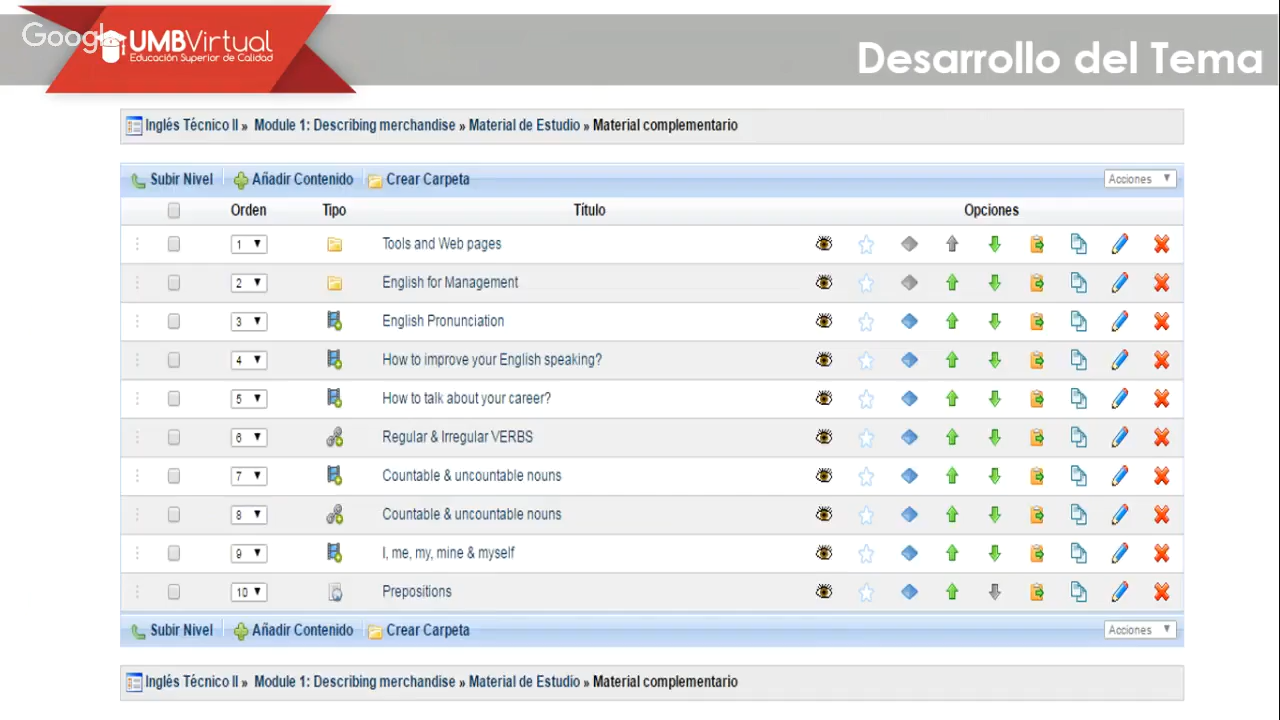 Google
UMBVirtual
Educación Superior de Calidad
Desarrollo del Tema
Inglés Técnico II » Module 1: Describing merchandise » Material de Estudio » Material complementario
Subir Nivel Añadir Contenido Crear Carpeta Acciones
Orden Tipo Título Opciones
1 Tools and Web pages
2 English for Management
3 English Pronunciation
4 How to improve your English speaking?
5 How to talk about your career?
6 Regular & Irregular VERBS
7 Countable & uncountable nouns
8 Countable & uncountable nouns
9 I, me, my, mine & myself
10 Prepositions
Subir Nivel Añadir Contenido Crear Carpeta Acciones
Inglés Técnico II » Module 1: Describing merchandise » Material de Estudio » Material complementario